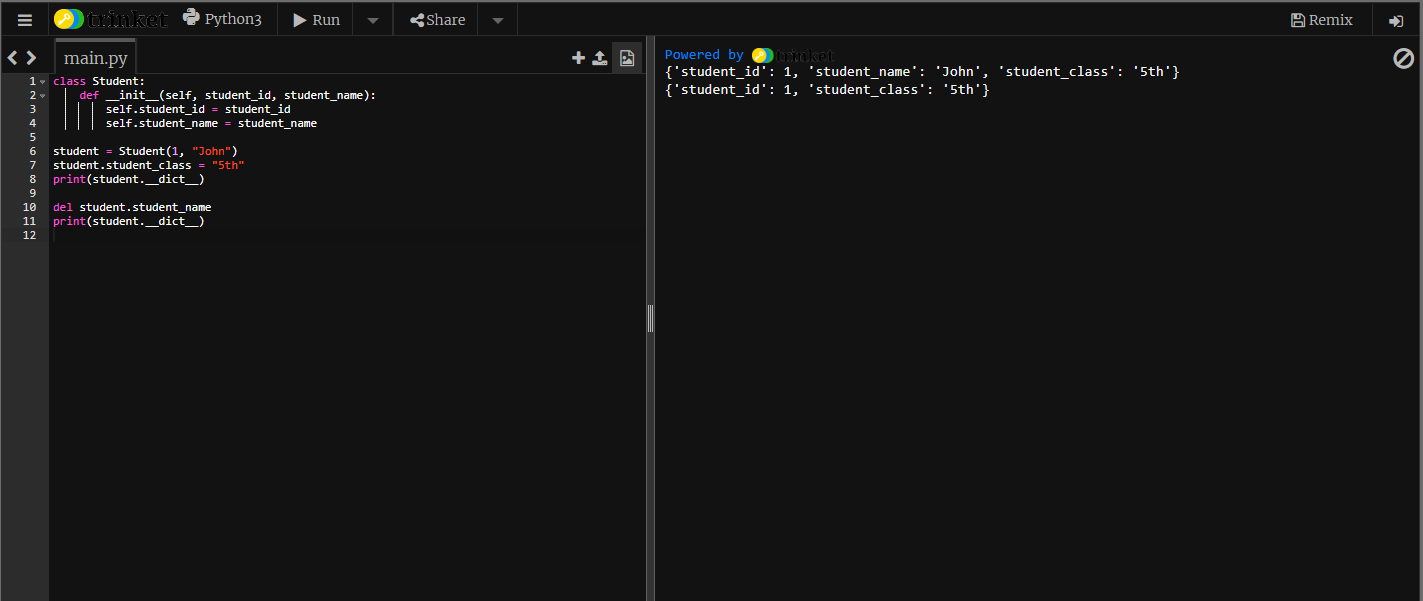 trinket Python3 Run Share Remix
main.py
1 class Student:
2     def __init__(self, student_id, student_name):
3         self.student_id = student_id
4         self.student_name = student_name
5
6 student = Student(1, "John")
7 student.student_class = "5th"
8 print(student.__dict__)
9
10 del student.student_name
11 print(student.__dict__)
12
Powered by trinket
{'student_id': 1, 'student_name': 'John', 'student_class': '5th'}
{'student_id': 1, 'student_class': '5th'}